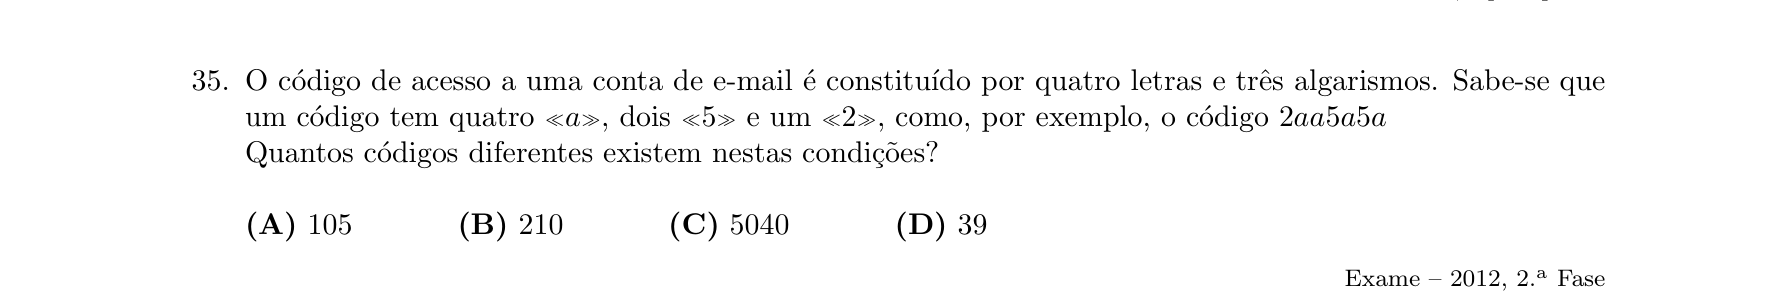 35. O código de acesso a uma conta de e-mail é constituído por quatro letras e três algarismos. Sabe-se que
um código tem quatro ≪a≫, dois ≪5≫ e um ≪2≫, como, por exemplo, o código 2aa5a5a
Quantos códigos diferentes existem nestas condições?
(A) 105 (B) 210 (C) 5040 (D) 39
Exame – 2012, 2.ª Fase